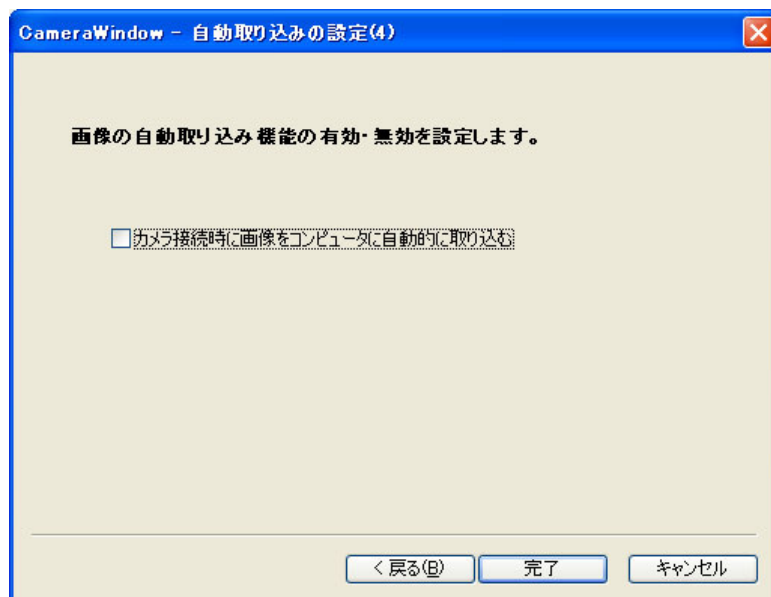 CameraWindow - 自動取り込みの設定(4)
画像の自動取り込み機能の有効・無効を設定します。
カメラ接続時に画像をコンピュータに自動的に取り込む
< 戻る(B)
完了
キャンセル